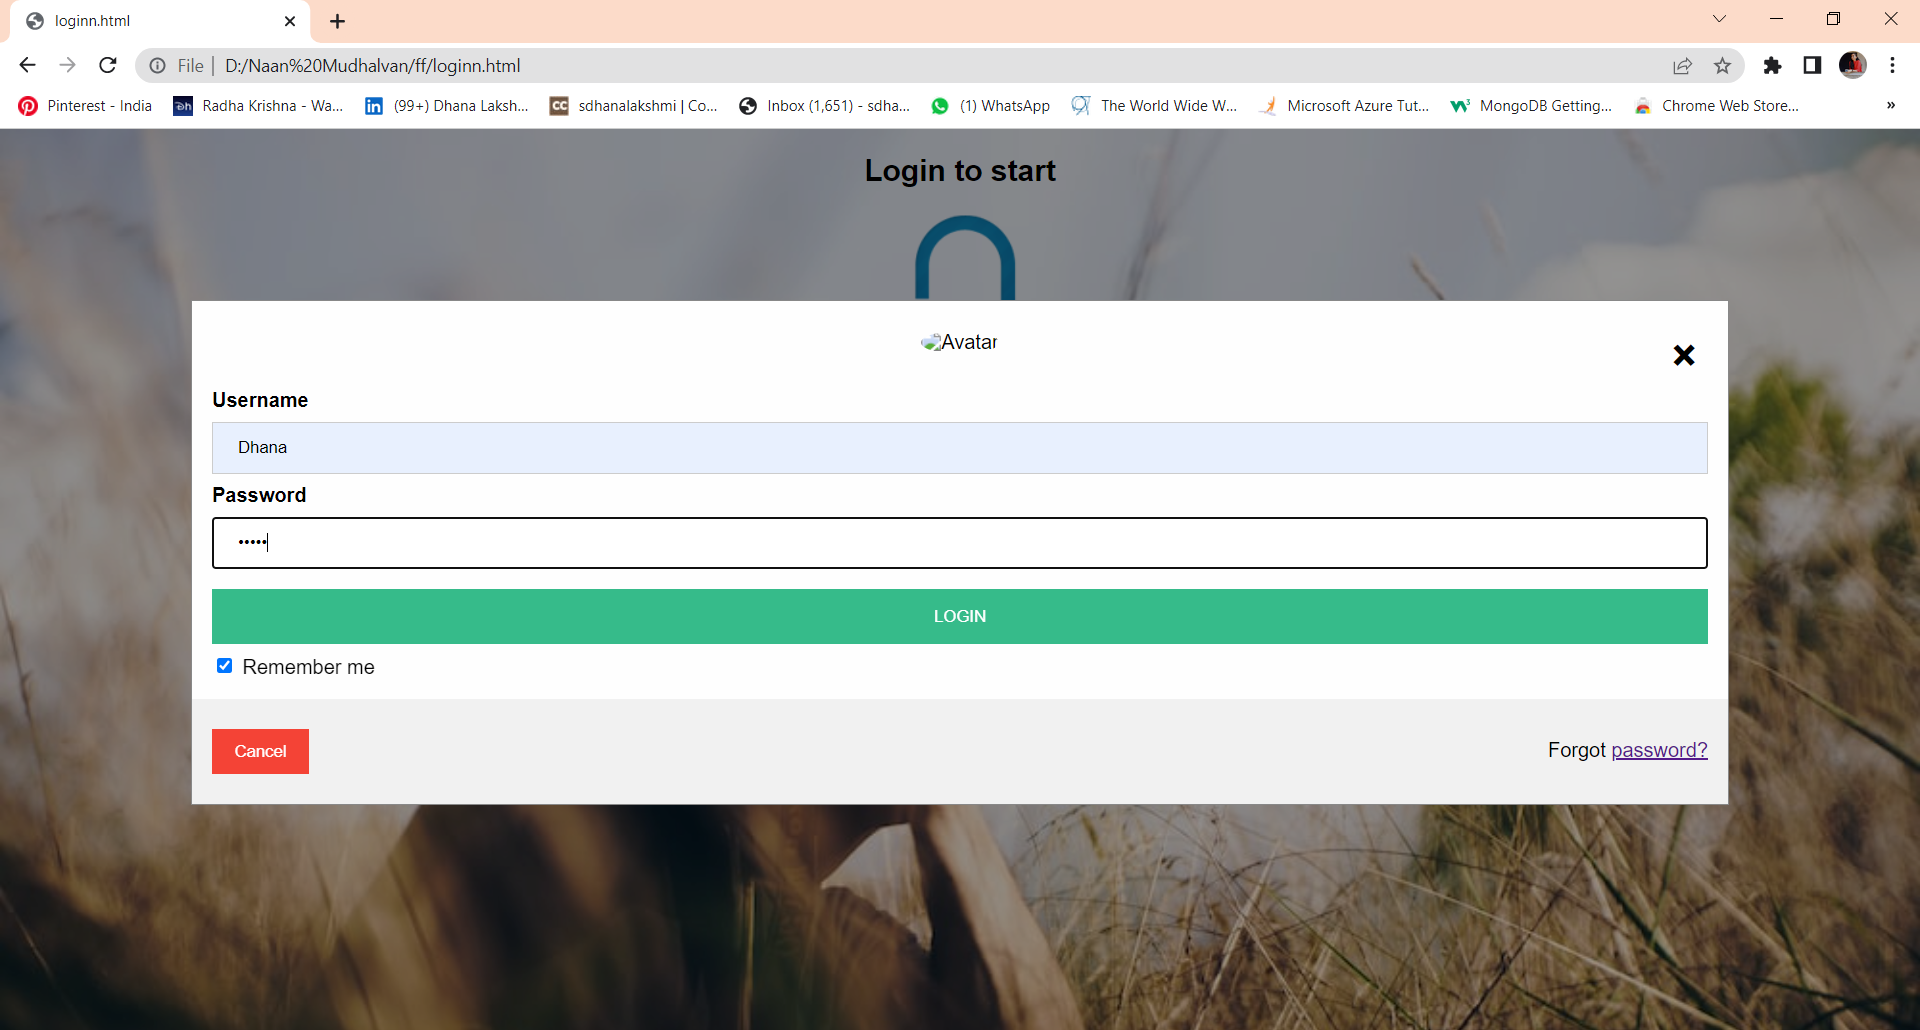 loginn.html
File | D:/Naan%20Mudhalvan/ff/loginn.html
Pinterest - India Radha Krishna - Wa... (99+) Dhana Laksh... sdhanalakshmi | Co... Inbox (1,651) - sdha... (1) WhatsApp The World Wide W... Microsoft Azure Tut... MongoDB Getting... Chrome Web Store... »
Login to start
Avatar
Username
Dhana
Password
•••••
LOGIN
Remember me
Cancel
Forgot password?